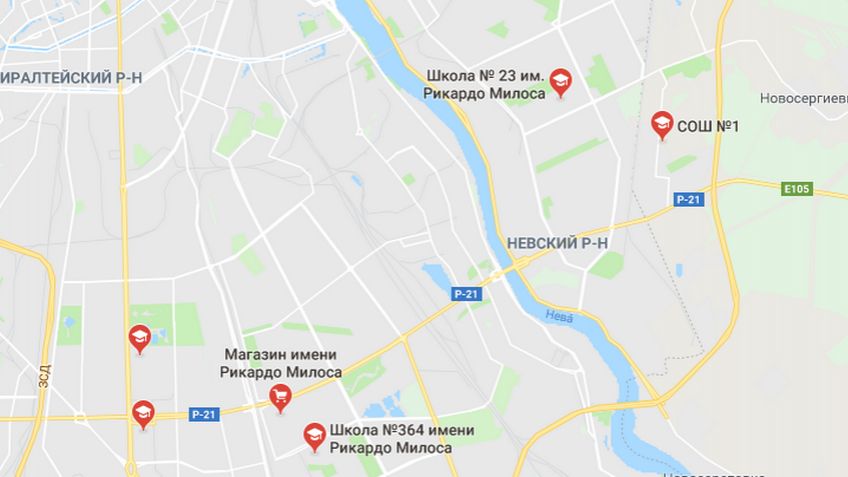 ИРАЛТЕЙСКИЙ Р-Н
Школа № 23 им.
Рикардо Милоса
Новосергиев
СОШ №1
E105
Р-21
НЕВСКИЙ Р-Н
Р-21
Нева́
ЗСД
Магазин имени
Рикардо Милоса
Р-21
Школа №364 имени
Рикардо Милоса